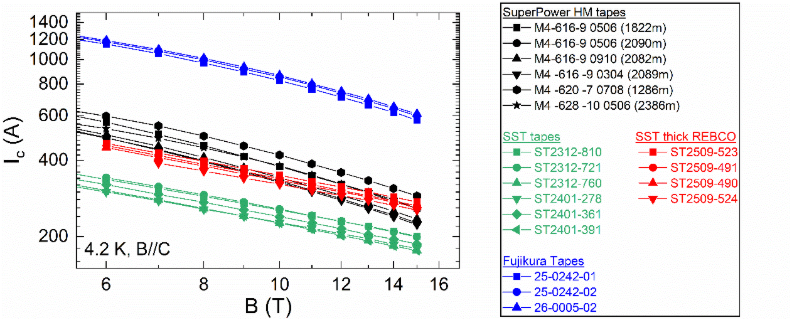 1400
1200
1000
800
600
400
200
I_c (A)
4.2 K, B//C
6
8
10
12
14
16
B (T)
SuperPower HM tapes
M4-616-9 0506 (1822m)
M4-616-9 0506 (2090m)
M4-616-9 0910 (2082m)
M4 -616 -9 0304 (2089m)
M4 -620 -7 0708 (1286m)
M4 -628 -10 0506 (2386m)
SST tapes
ST2312-810
ST2312-721
ST2312-760
ST2401-278
ST2401-361
ST2401-391
SST thick REBCO
ST2509-523
ST2509-491
ST2509-490
ST2509-524
Fujikura Tapes
25-0242-01
25-0242-02
26-0005-02